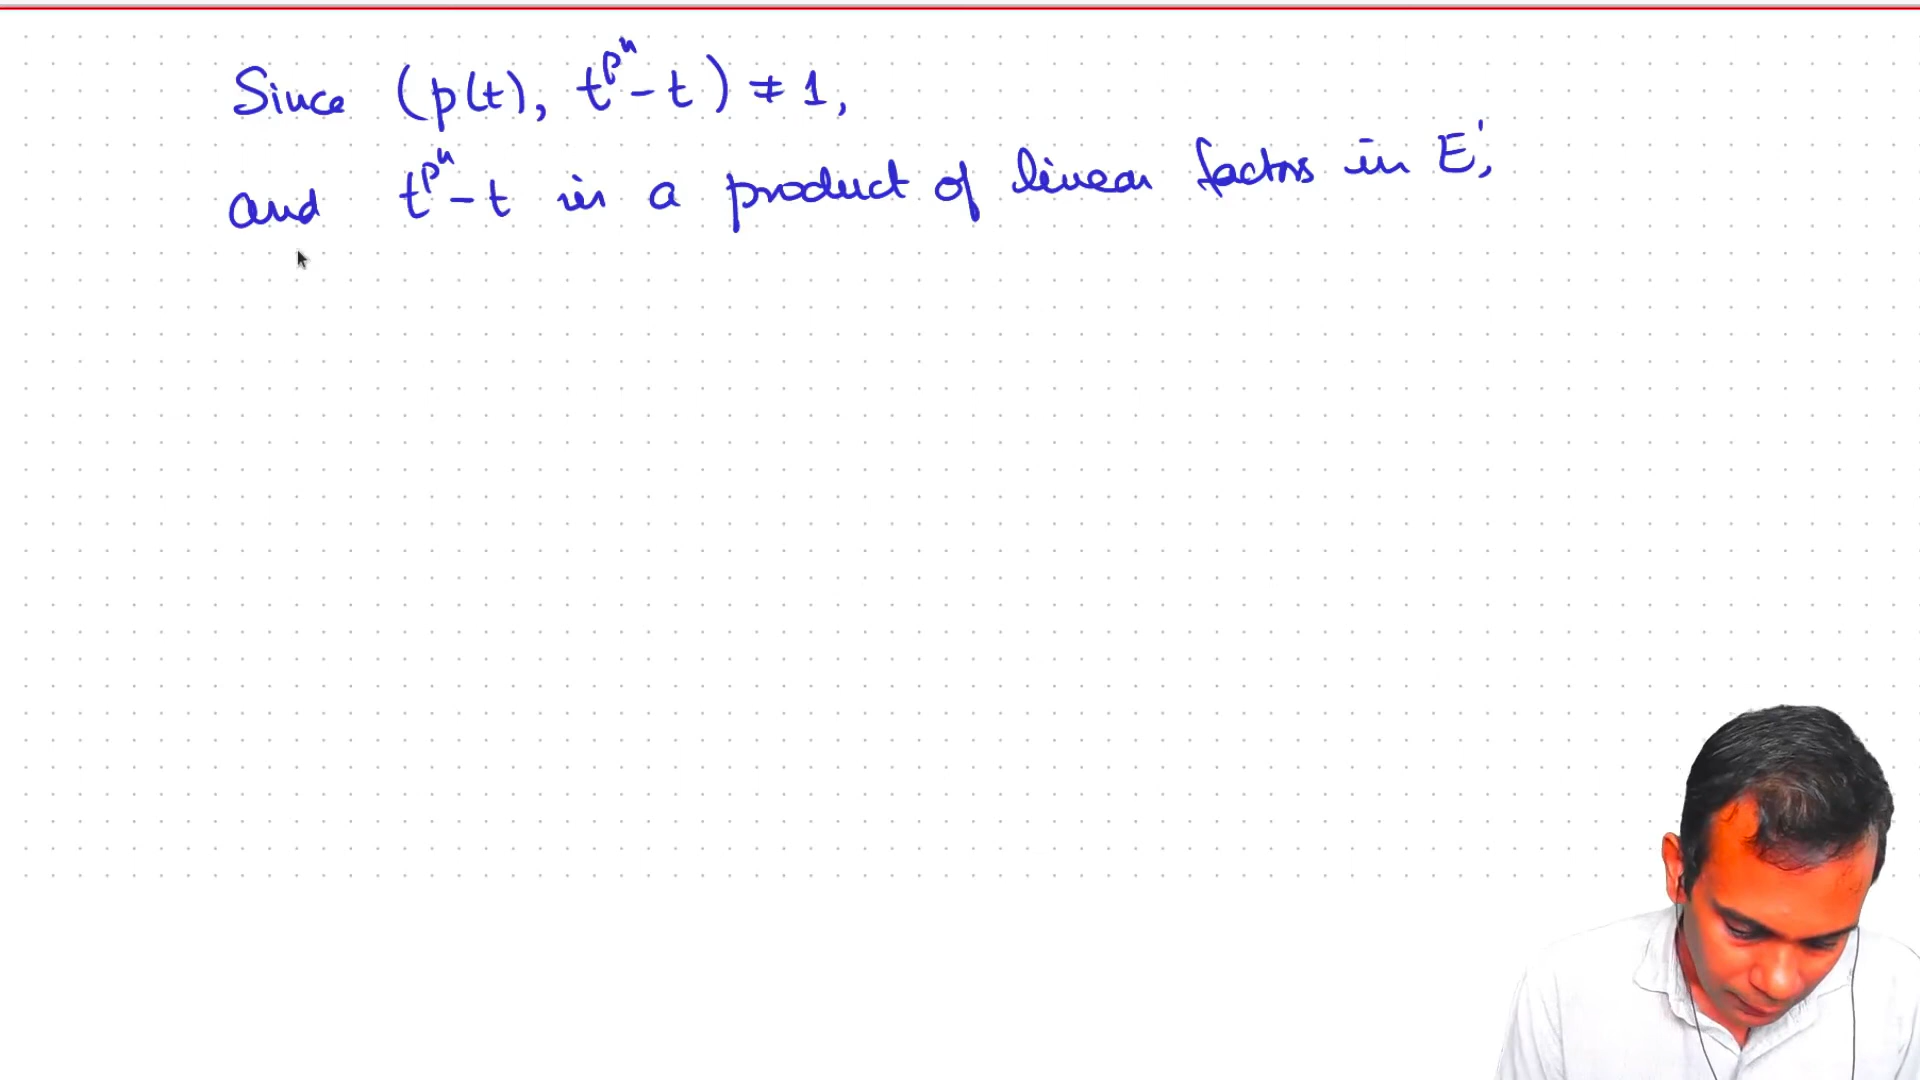 Since (p(t), t^{p^n} - t) ≠ 1,
and t^{p^n} - t is a product of linear factors in E',